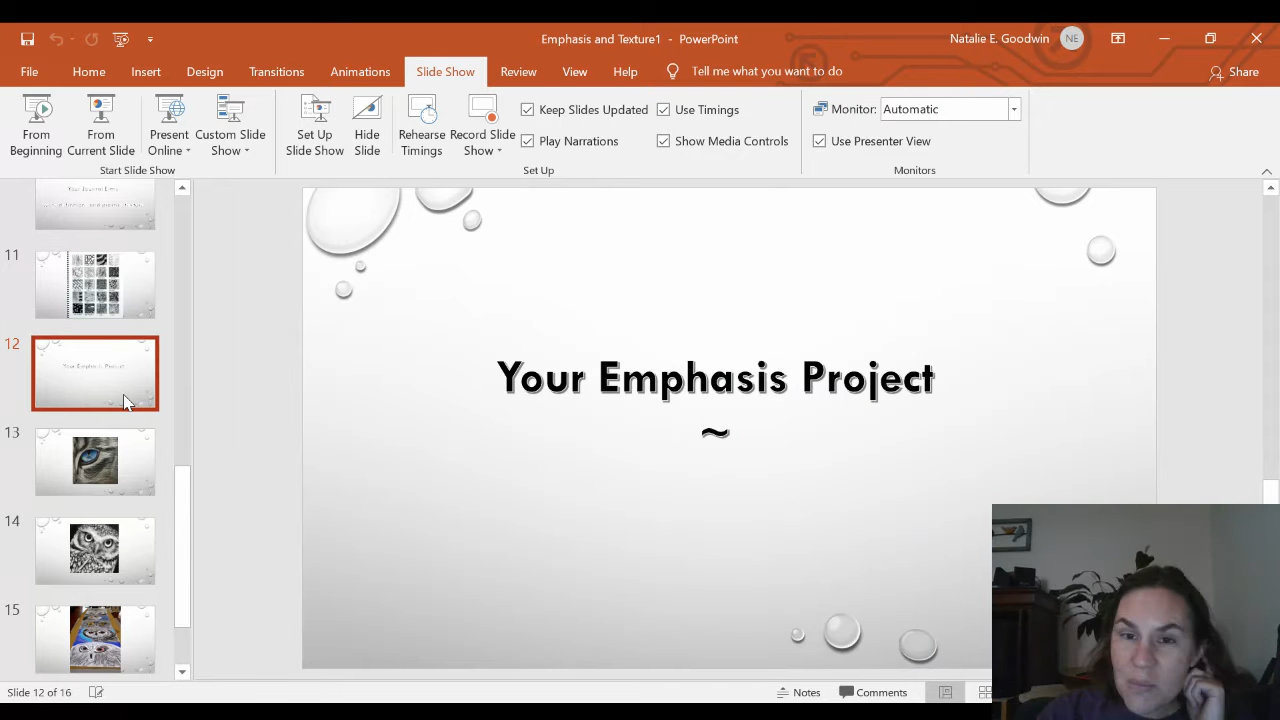 Emphasis and Texture1 - PowerPoint
Natalie E. Goodwin
NE
File Home Insert Design Transitions Animations Slide Show Review View Help Tell me what you want to do
Share
From Beginning
From Current Slide
Present Online
Custom Slide Show
Set Up Slide Show
Hide Slide
Rehearse Timings
Record Slide Show
Keep Slides Updated
Use Timings
Play Narrations
Show Media Controls
Monitor: Automatic
Use Presenter View
Start Slide Show
Set Up
Monitors
11
12
Your Emphasis Project
13
14
15
Your Emphasis Project
~
Slide 12 of 16
Notes
Comments